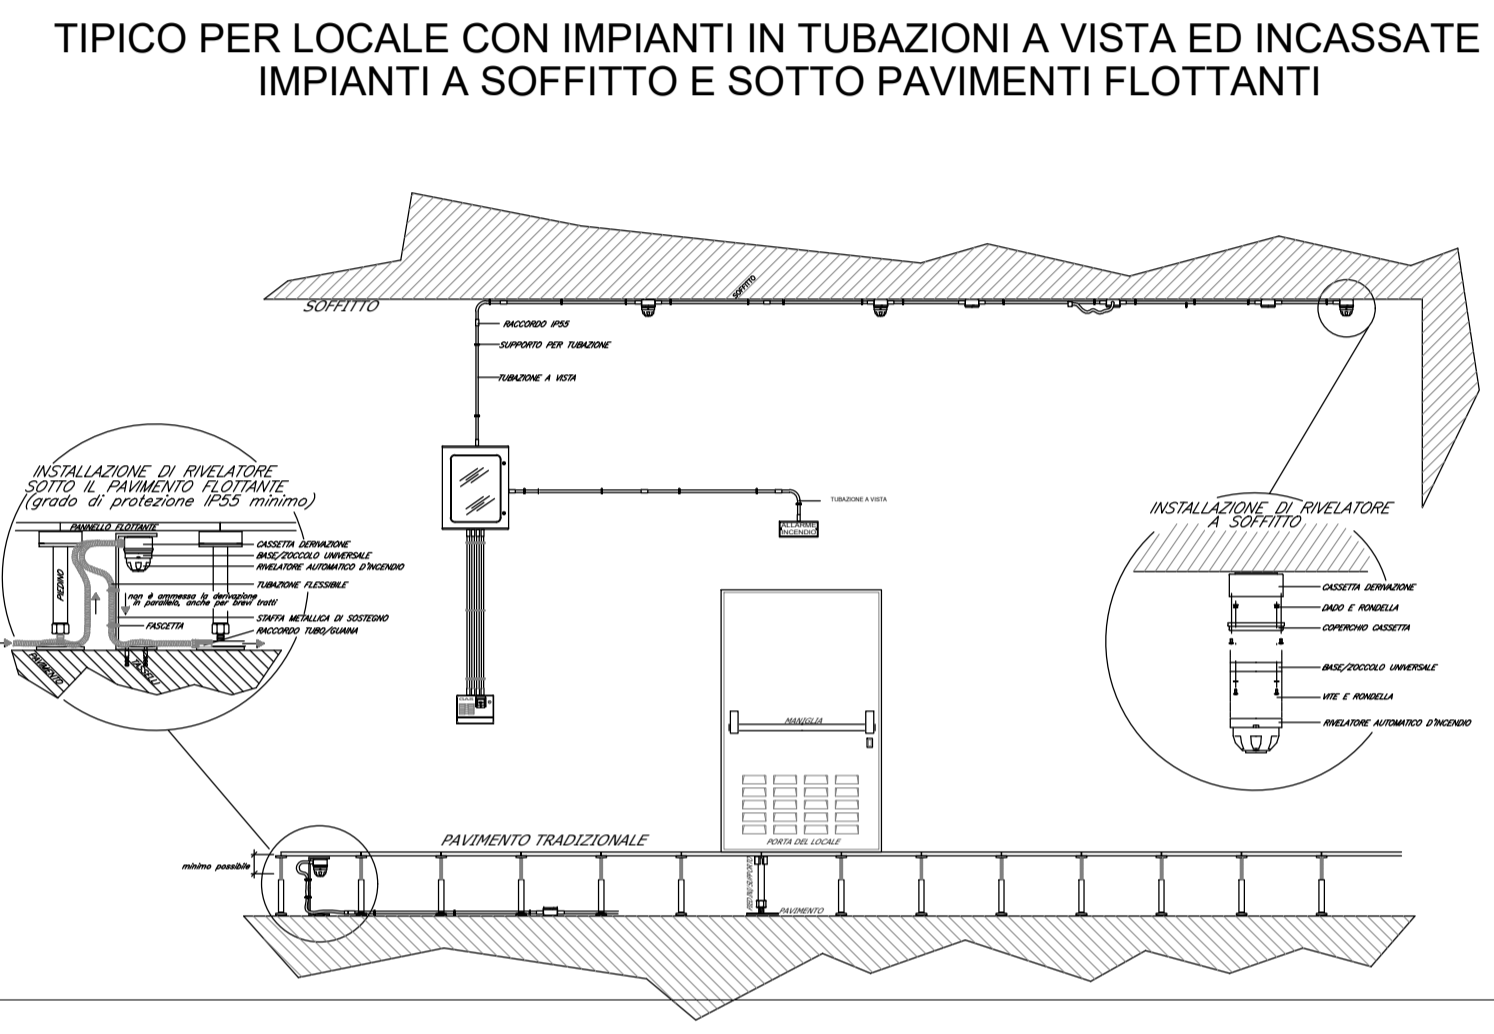 TIPICO PER LOCALE CON IMPIANTI IN TUBAZIONI A VISTA ED INCASSATE
IMPIANTI A SOFFITTO E SOTTO PAVIMENTI FLOTTANTI
SOFFITTO
SOFFITTO
RACCORDO IP55
SUPPORTO PER TUBAZIONE
TUBAZIONE A VISTA
TUBAZIONE A VISTA
ALLARME
INCENDIO
INSTALLAZIONE DI RIVELATORE
SOTTO IL PAVIMENTO FLOTTANTE
(grado di protezione IP55 minimo)
PANNELLO FLOTTANTE
CASSETTA DERIVAZIONE
BASE/ZOCCOLO UNIVERSALE
RIVELATORE AUTOMATICO D'INCENDIO
TUBAZIONE FLESSIBILE
PIEDINO
non è ammessa la derivazione
in parallelo, anche per brevi tratti
STAFFA METALLICA DI SOSTEGNO
FASCETTA
RACCORDO TUBO/GUAINA
PAVIMENTO
TASSELLI
INSTALLAZIONE DI RIVELATORE
A SOFFITTO
CASSETTA DERIVAZIONE
DADO E RONDELLA
COPERCHIO CASSETTA
BASE/ZOCCOLO UNIVERSALE
VITE E RONDELLA
RIVELATORE AUTOMATICO D'INCENDIO
MANIGLIA
PORTA DEL LOCALE
PAVIMENTO TRADIZIONALE
minimo possibile
PAVIMENTO